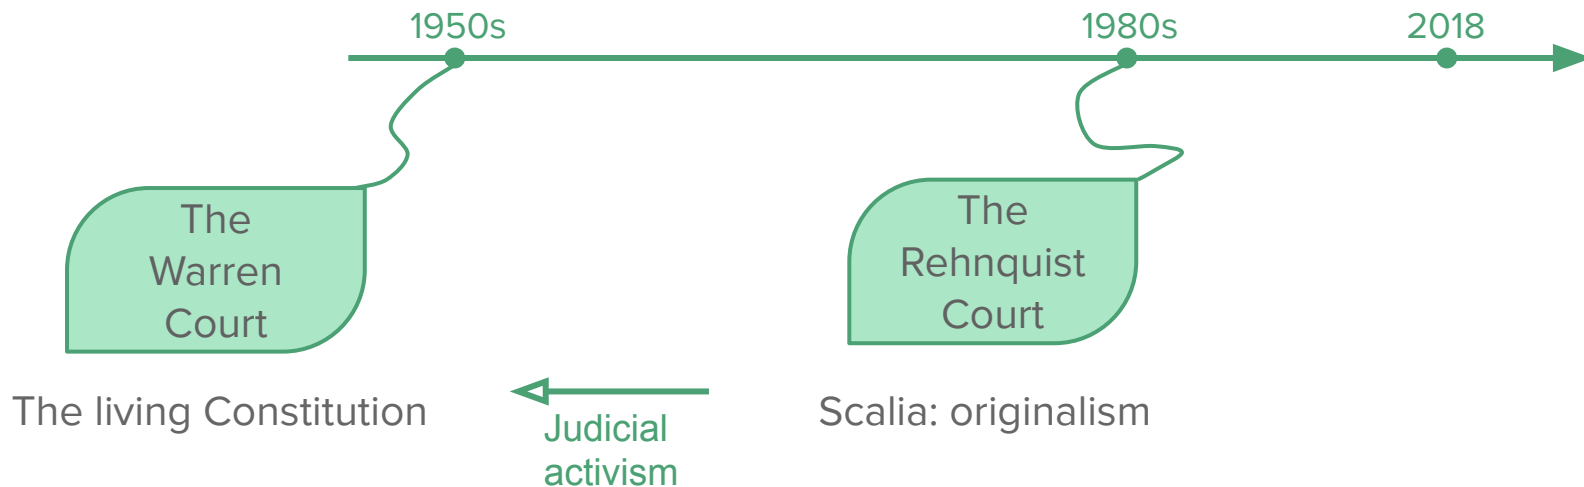 1950s
1980s
2018
The
Warren
Court
The
Rehnquist
Court
The living Constitution
Judicial
activism
Scalia: originalism